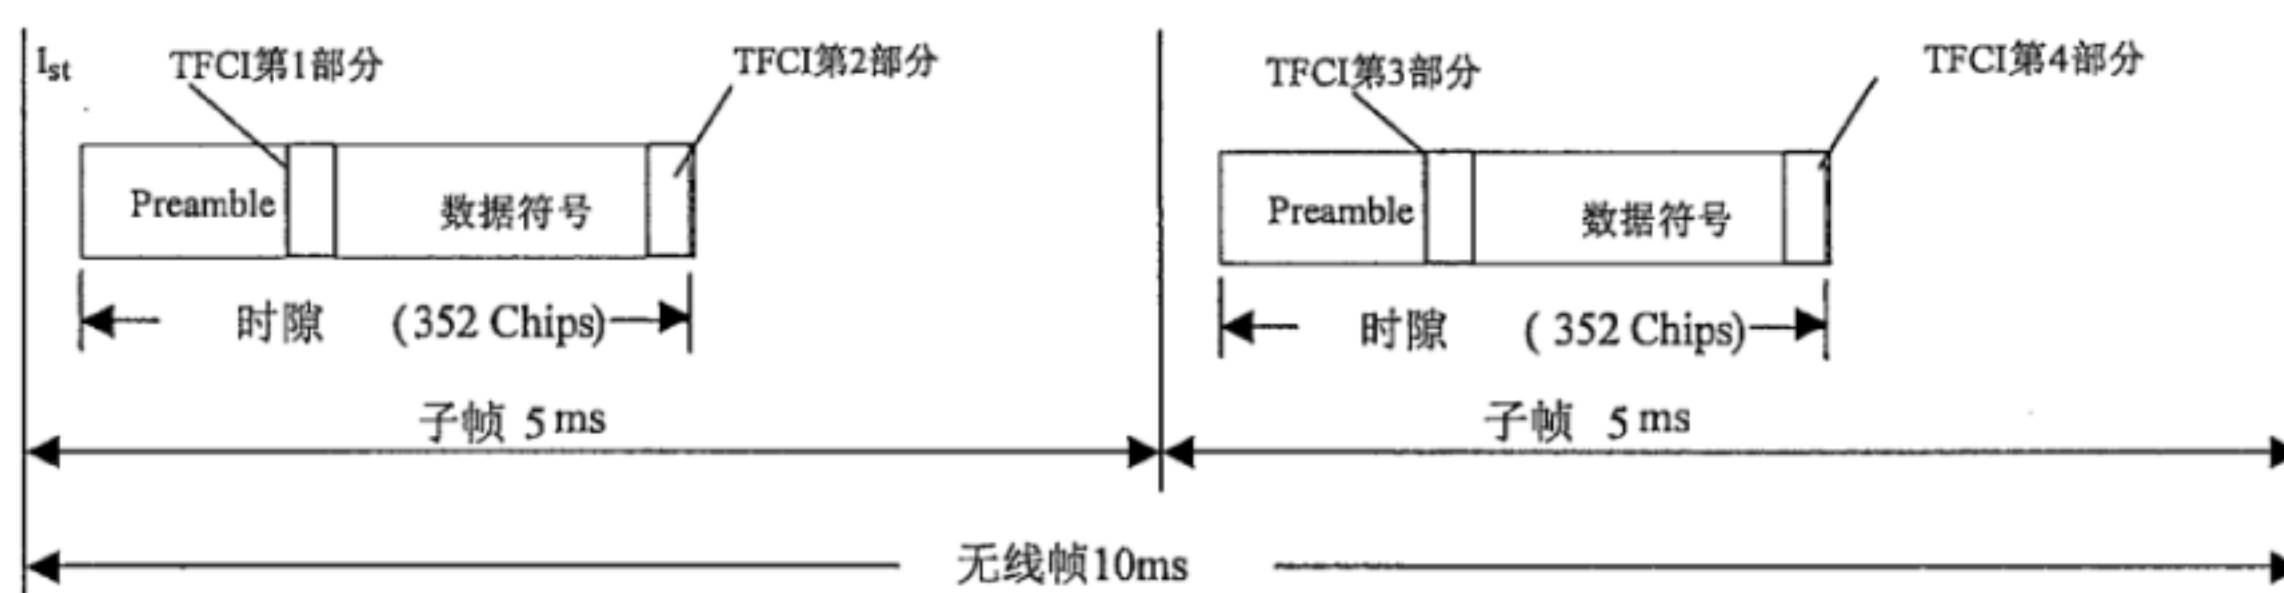 I_st
TFCI第1部分
TFCI第2部分
TFCI第3部分
TFCI第4部分
Preamble
数据符号
Preamble
数据符号
时隙 (352 Chips)
时隙 ( 352 Chips)
子帧 5 ms
子帧 5 ms
无线帧10ms